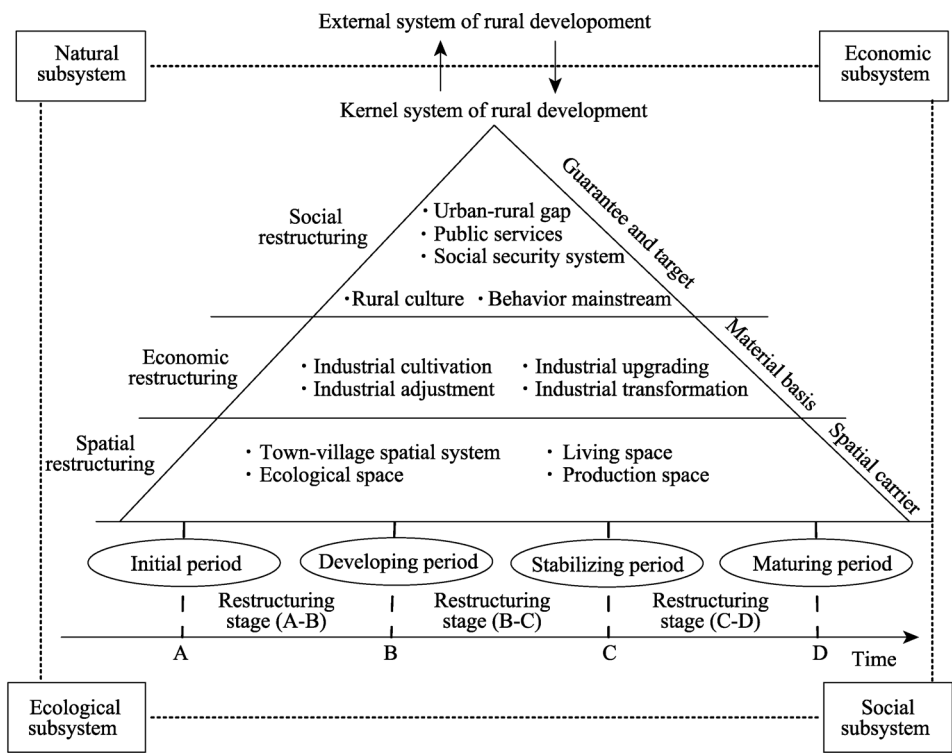 External system of rural developoment
Natural
subsystem
Economic
subsystem
Kernel system of rural development
Social
restructuring
· Urban-rural gap
· Public services
· Social security system
· Rural culture · Behavior mainstream
Guarantee and target
Economic
restructuring
· Industrial cultivation · Industrial upgrading
· Industrial adjustment · Industrial transformation
Material basis
Spatial
restructuring
· Town-village spatial system · Living space
· Ecological space · Production space
Spatial carrier
Initial period Developing period Stabilizing period Maturing period
Restructuring
stage (A-B)
Restructuring
stage (B-C)
Restructuring
stage (C-D)
A B C D Time
Ecological
subsystem
Social
subsystem